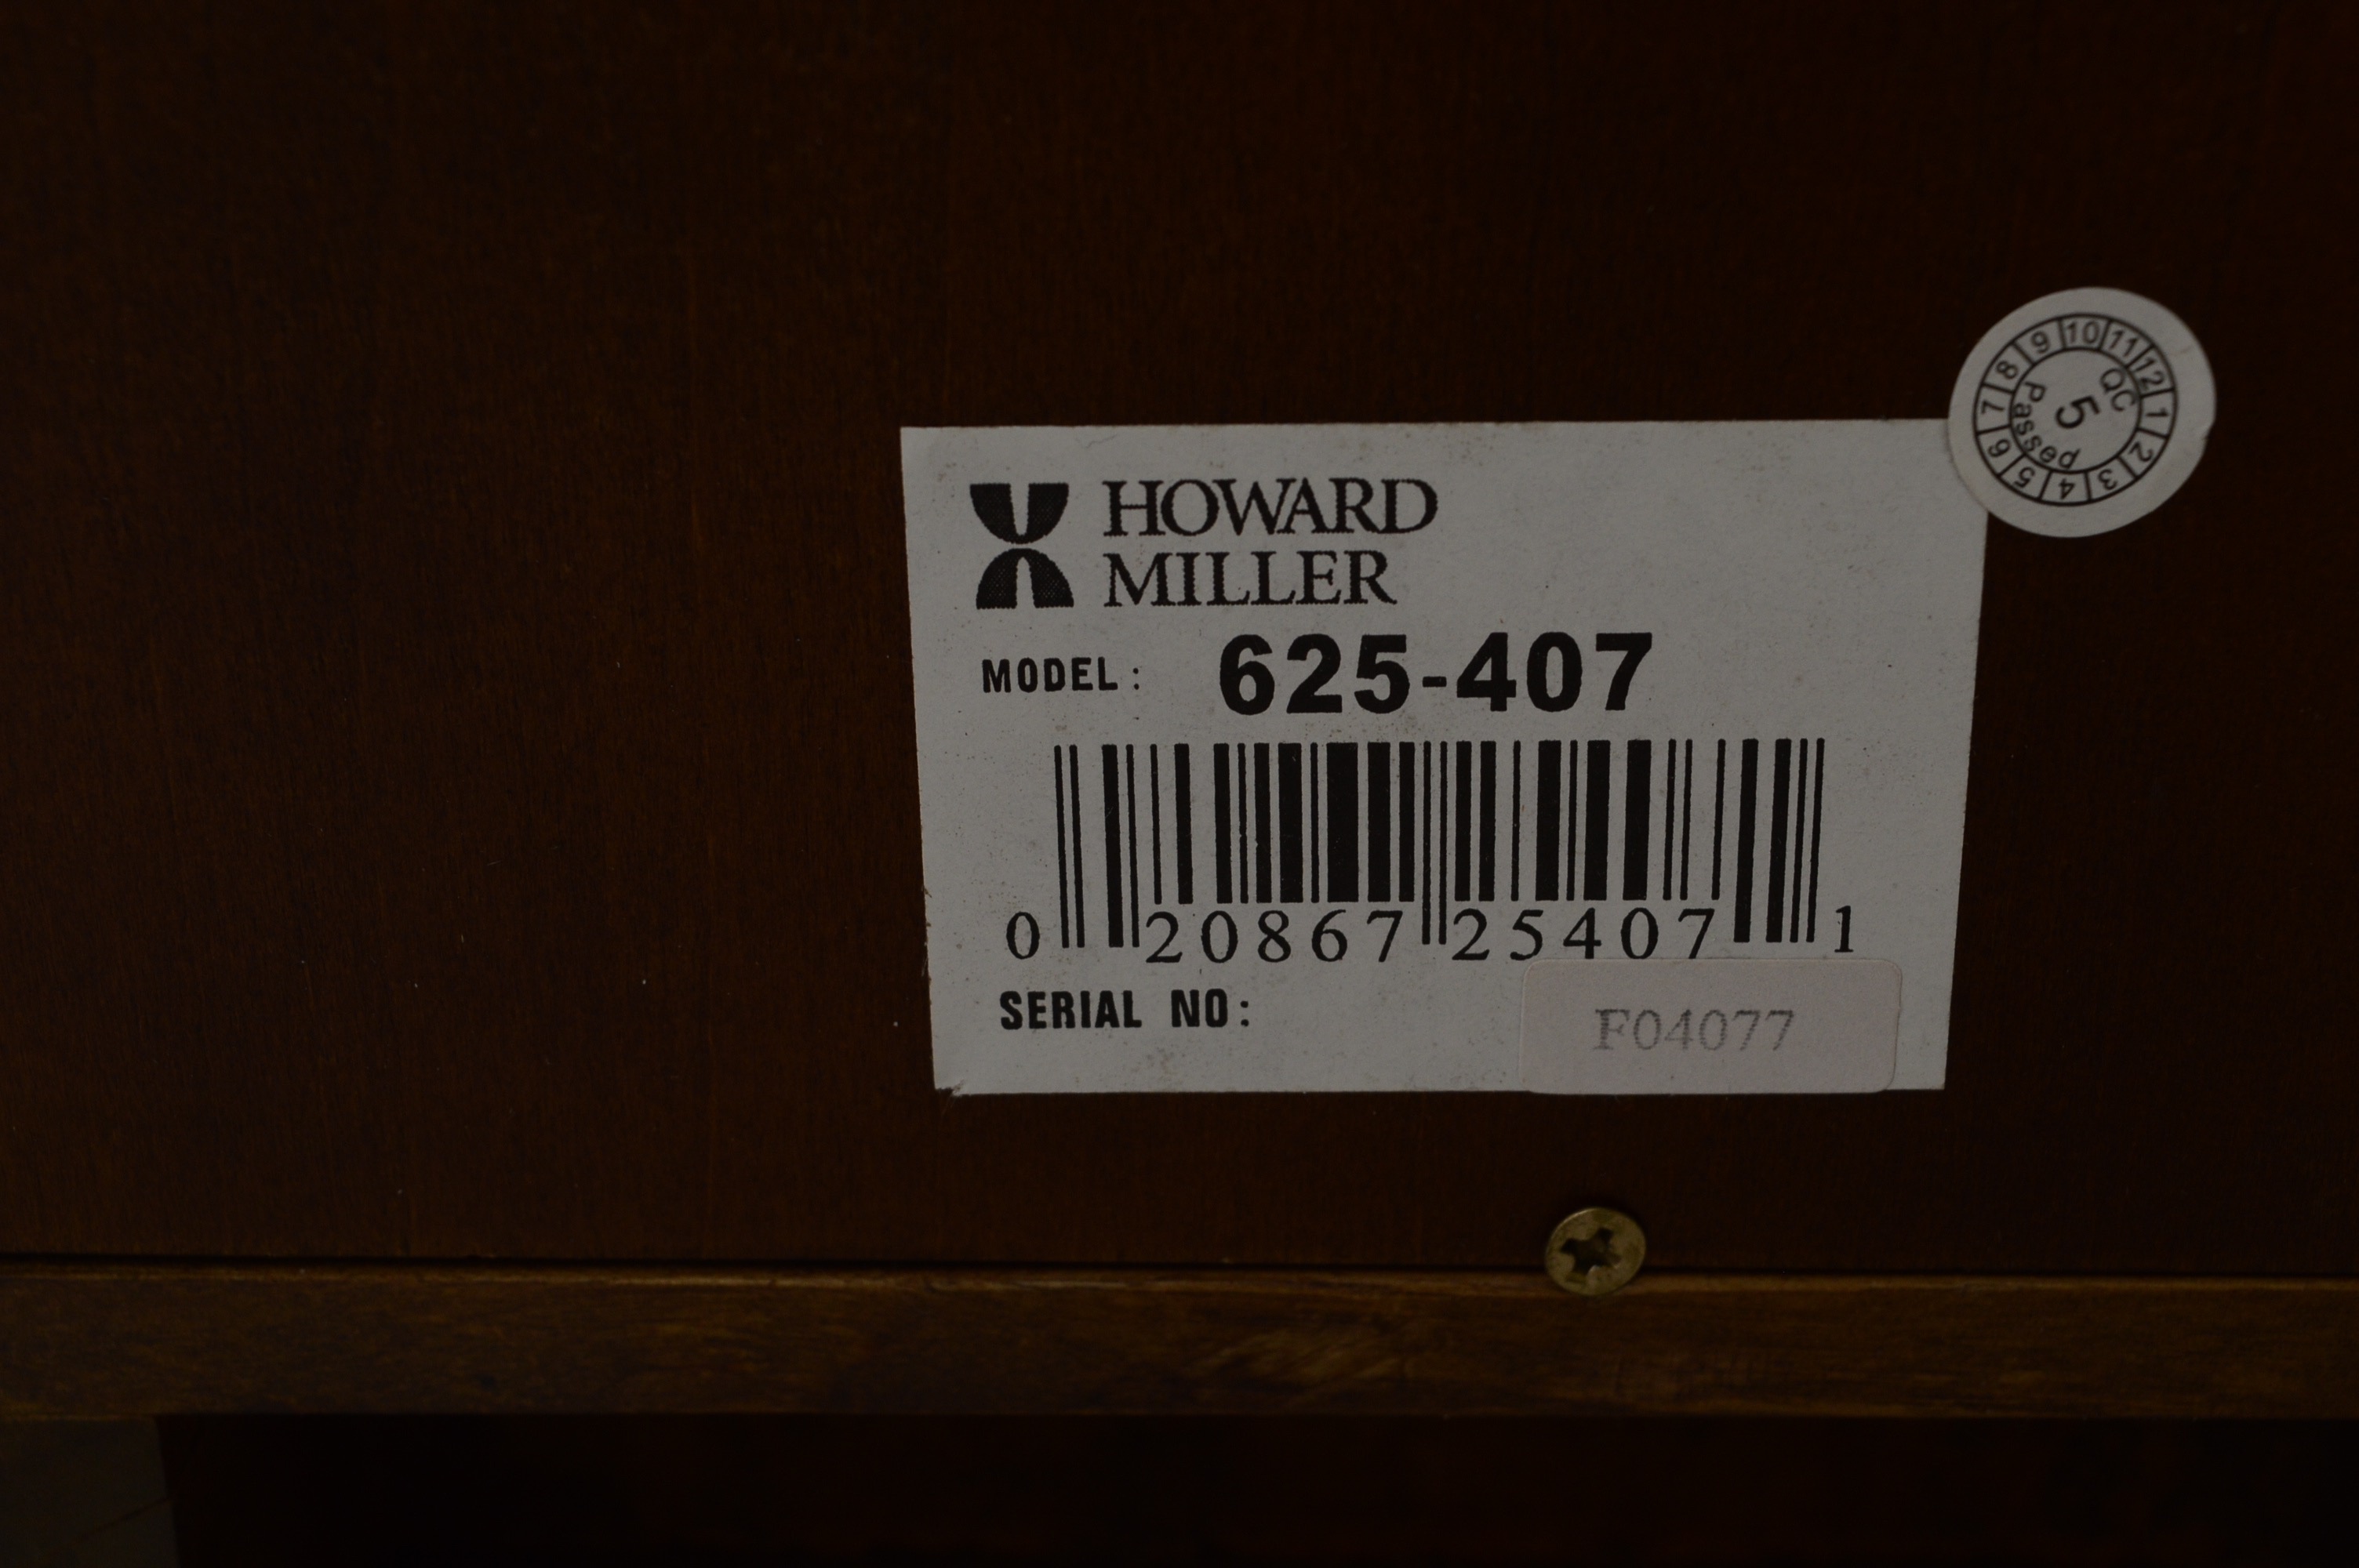 HOWARD
MILLER
MODEL: 625-407
0 20867 25407 1
SERIAL NO: F04077
QC
5
Passed
1 2 3 4 5 6 7 8 9 10 11 12